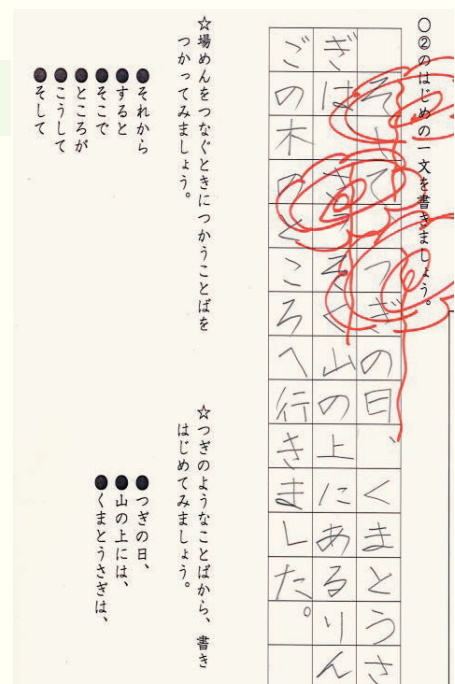 ○②のはじめの一文を書きましょう。
そして、つぎの日、くまとうさ
ぎは、さっそく山の上にあるりん
ごの木のところへ行きました。
☆場めんをつなぐときにつかうことばを
つかってみましょう。
●それから
●すると
●そこで
●ところが
●こうして
●そして
☆つぎのようなことばから、書き
はじめてみましょう。
●つぎの日、
●山の上には、
●くまとうさぎは、